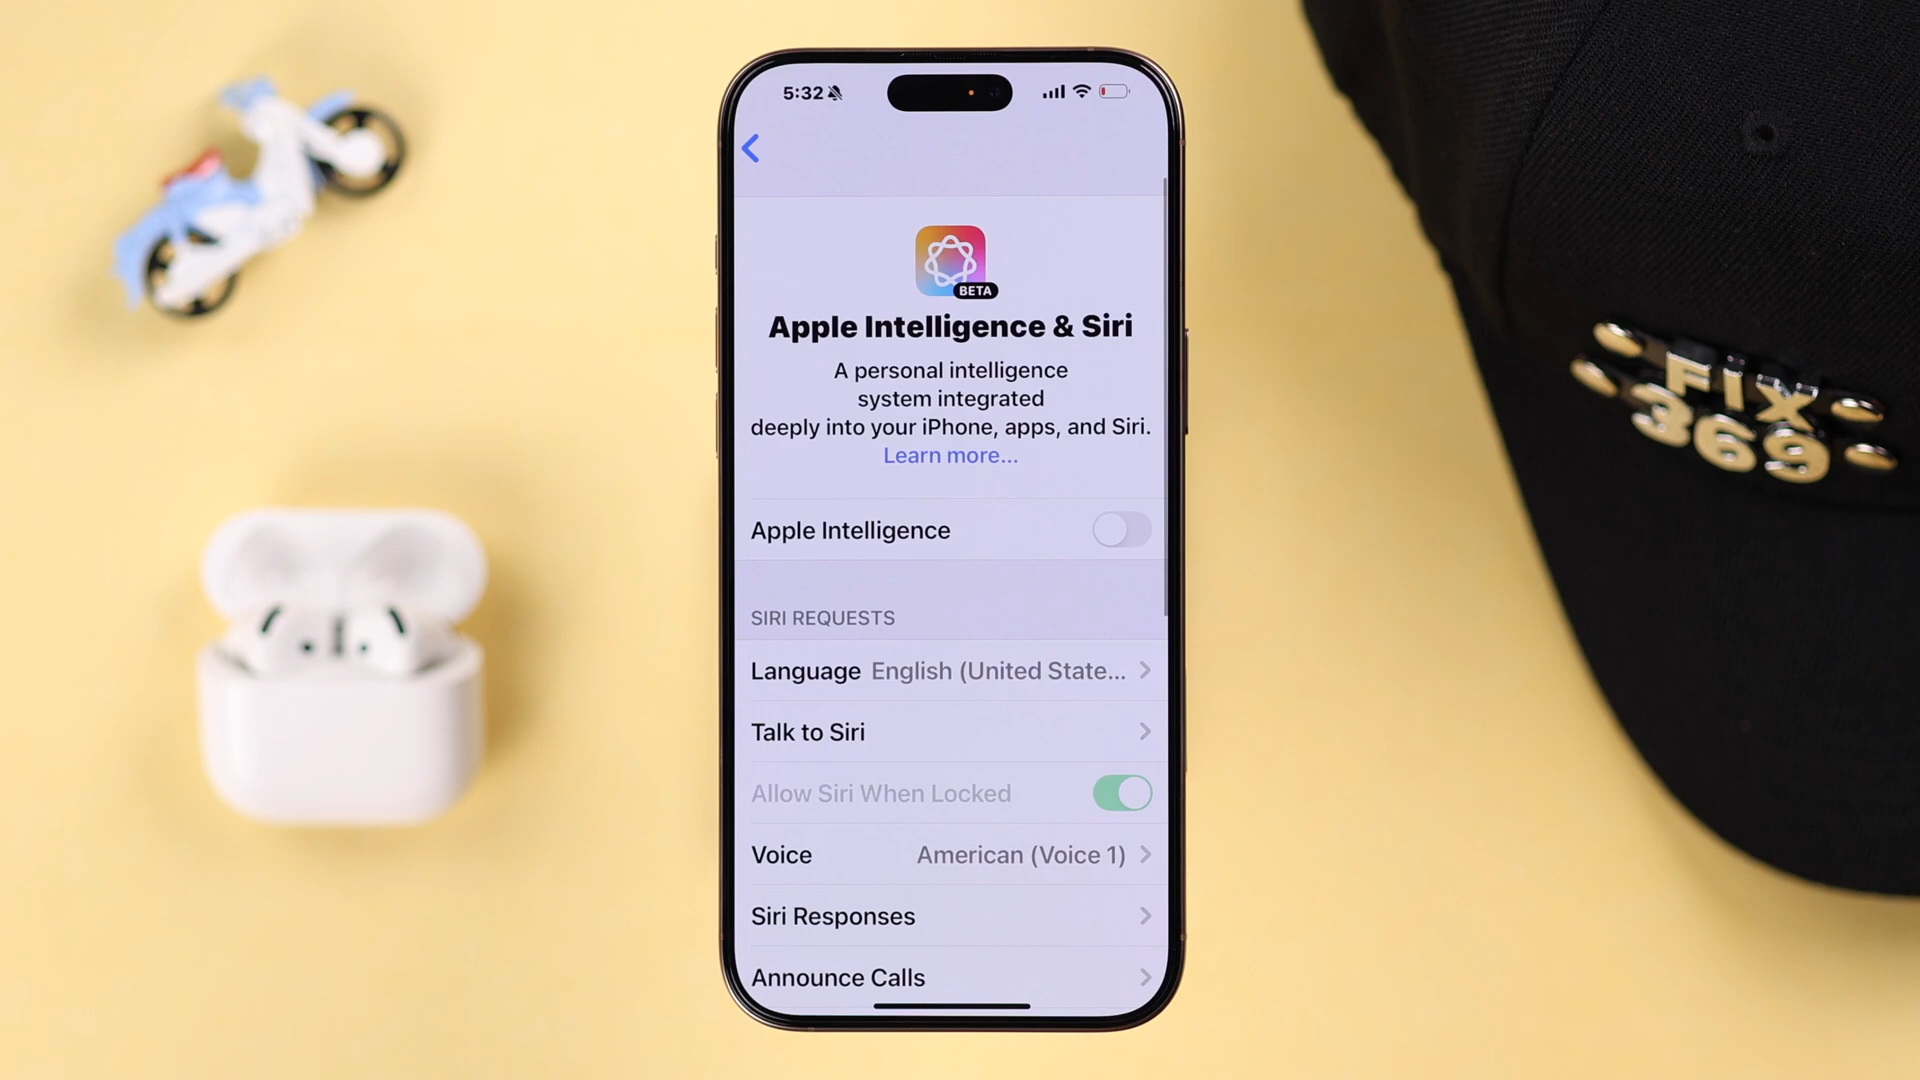 5:32
BETA
Apple Intelligence & Siri
A personal intelligence
system integrated
deeply into your iPhone, apps, and Siri.
Learn more...
Apple Intelligence
SIRI REQUESTS
Language English (United State...
Talk to Siri
Allow Siri When Locked
Voice American (Voice 1)
Siri Responses
Announce Calls
FIX
369